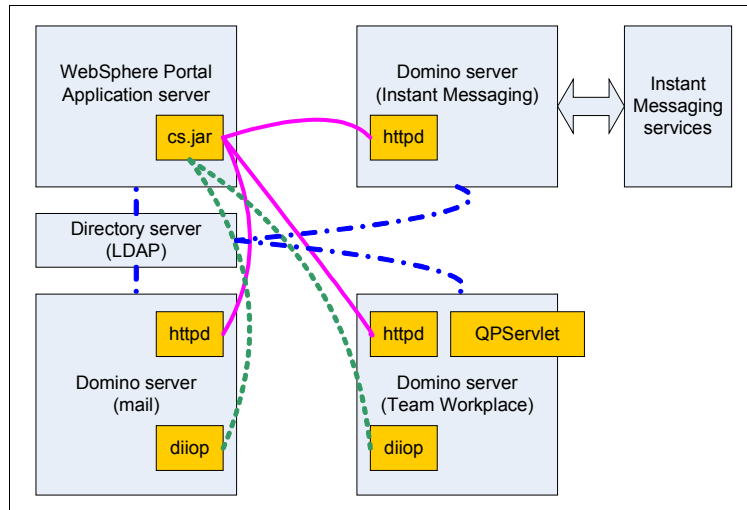 WebSphere Portal
Application server
cs.jar
Domino server
(Instant Messaging)
httpd
Instant
Messaging
services
Directory server
(LDAP)
httpd
Domino server
(mail)
diiop
httpd
QPServlet
Domino server
(Team Workplace)
diiop